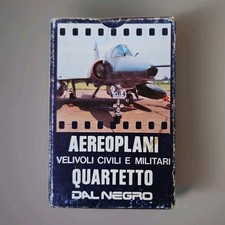 AEREOPLANI
VELIVOLI CIVILI E MILITARI
QUARTETTO
DAL NEGRO